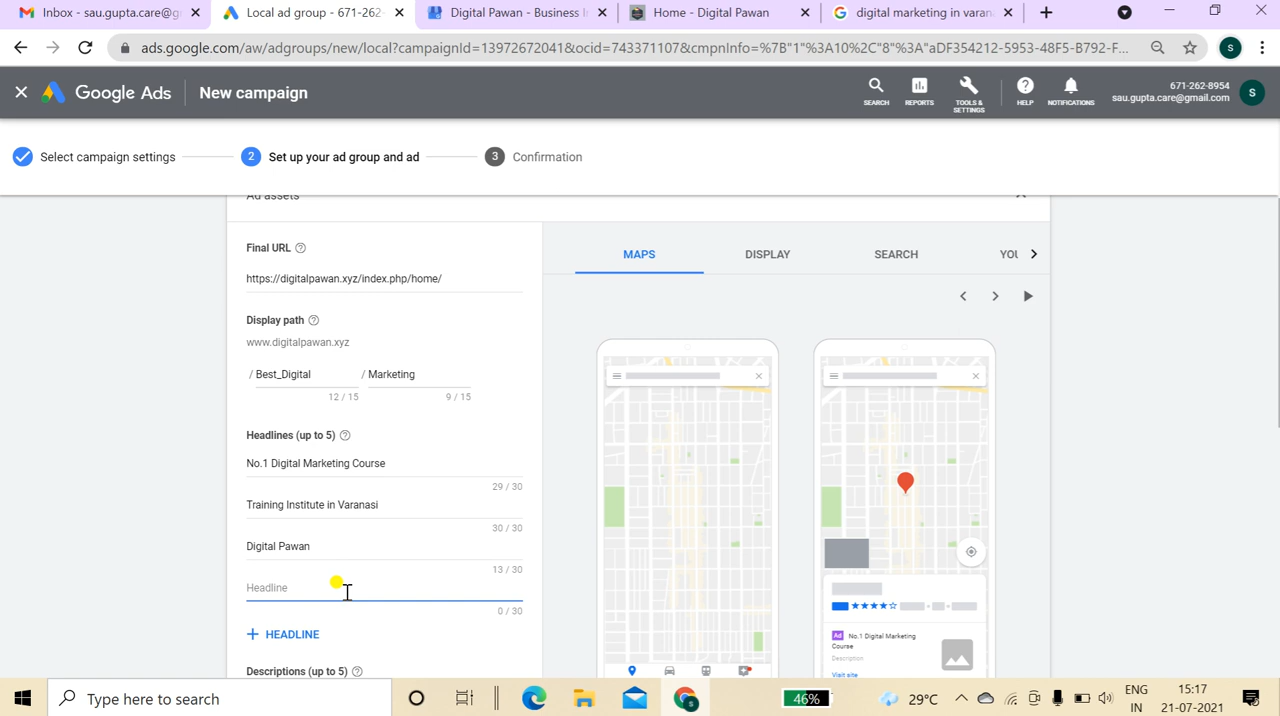 Inbox - sau.gupta.care@g
Local ad group - 671-262-
Digital Pawan - Business Is
Home - Digital Pawan
digital marketing in varan
ads.google.com/aw/adgroups/new/local?campaignId=13972672041&ocid=743371107&cmpnInfo=%7B"1"%3A10%2C"8"%3A"aDF354212-5953-48F5-B792-F...
S
Google Ads
New campaign
SEARCH
REPORTS
TOOLS & SETTINGS
HELP
NOTIFICATIONS
671-262-8954
sau.gupta.care@gmail.com
S
Select campaign settings
2 Set up your ad group and ad
3 Confirmation
Ad assets
Final URL
https://digitalpawan.xyz/index.php/home/
Display path
www.digitalpawan.xyz
/ Best_Digital / Marketing
12 / 15 9 / 15
Headlines (up to 5)
No.1 Digital Marketing Course
29 / 30
Training Institute in Varanasi
30 / 30
Digital Pawan
13 / 30
Headline
0 / 30
+ HEADLINE
Descriptions (up to 5)
MAPS DISPLAY SEARCH YOU
Ad No.1 Digital Marketing
Course
Description
Visit site
Type here to search
S
46%
29°C
ENG
IN
15:17
21-07-2021